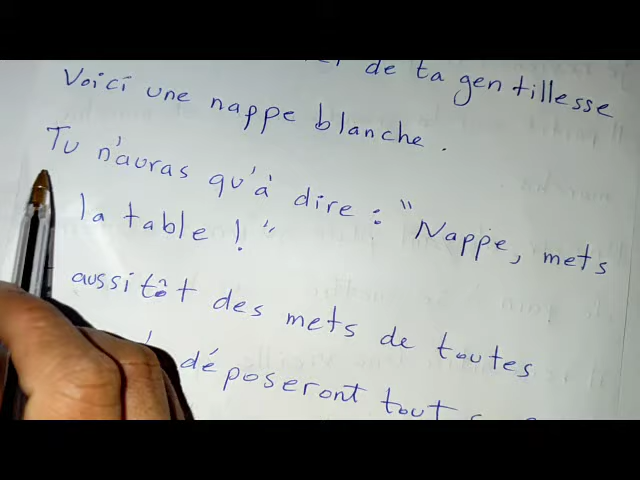 de ta gentillesse
Voici une nappe blanche.
Tu n'auras qu'à dire : "Nappe, mets
la table !"
aussitôt des mets de toutes
déposeront tout